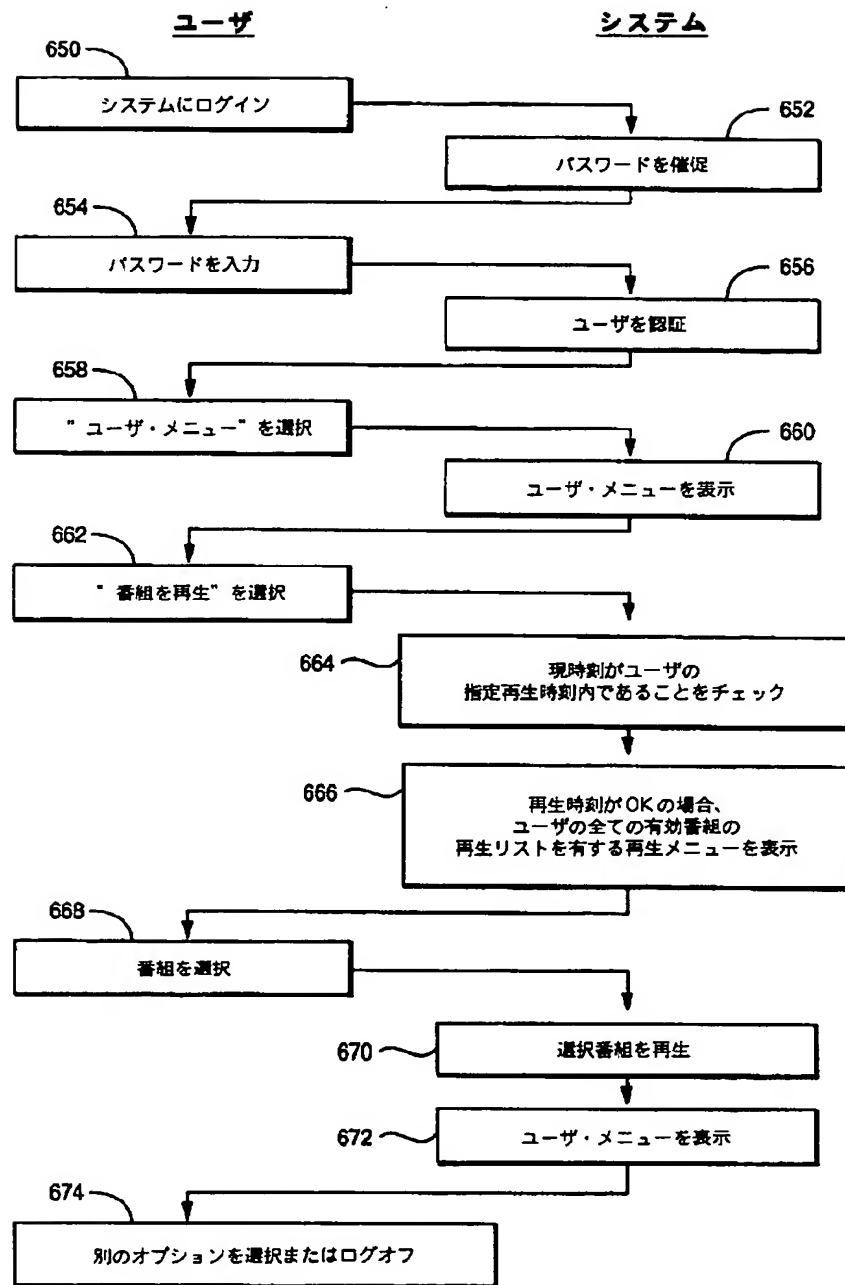 ユーザ
システム
650
システムにログイン
652
パスワードを催促
654
パスワードを入力
656
ユーザを認証
658
”ユーザ・メニュー”を選択
660
ユーザ・メニューを表示
662
”番組を再生”を選択
664
現時刻がユーザの
指定再生時刻内であることをチェック
666
再生時刻がOKの場合、
ユーザの全ての有効番組の
再生リストを有する再生メニューを表示
668
番組を選択
670
選択番組を再生
672
ユーザ・メニューを表示
674
別のオプションを選択またはログオフ